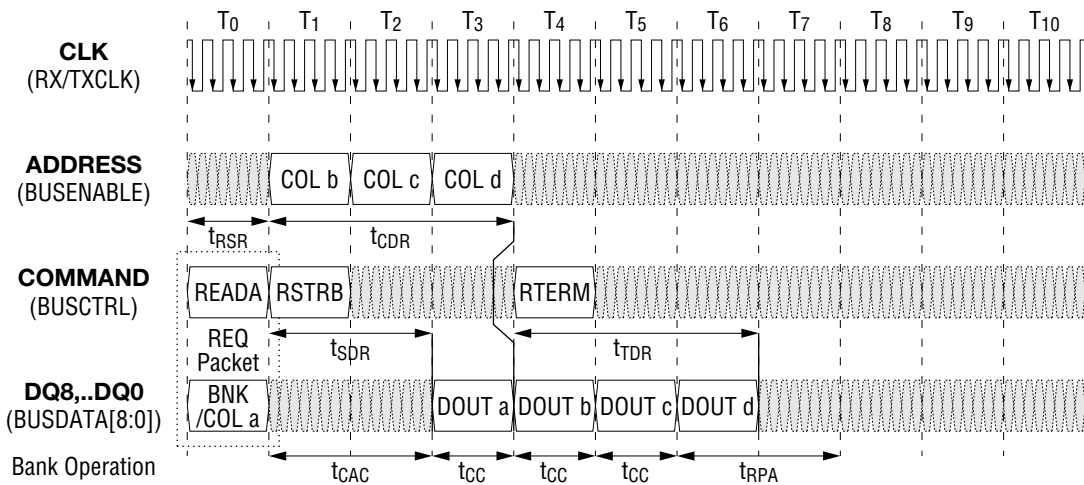 T0 T1 T2 T3 T4 T5 T6 T7 T8 T9 T10
CLK
(RX/TXCLK)
ADDRESS
(BUSENABLE)
COL b COL c COL d
tRSR tCDR
COMMAND
(BUSCTRL)
READA RSTRB RTERM
REQ
Packet
tSDR tTDR
DQ8,..DQ0
(BUSDATA[8:0])
BNK
/COL a
DOUT a DOUT b DOUT c DOUT d
Bank Operation
tCAC tCC tCC tCC tRPA